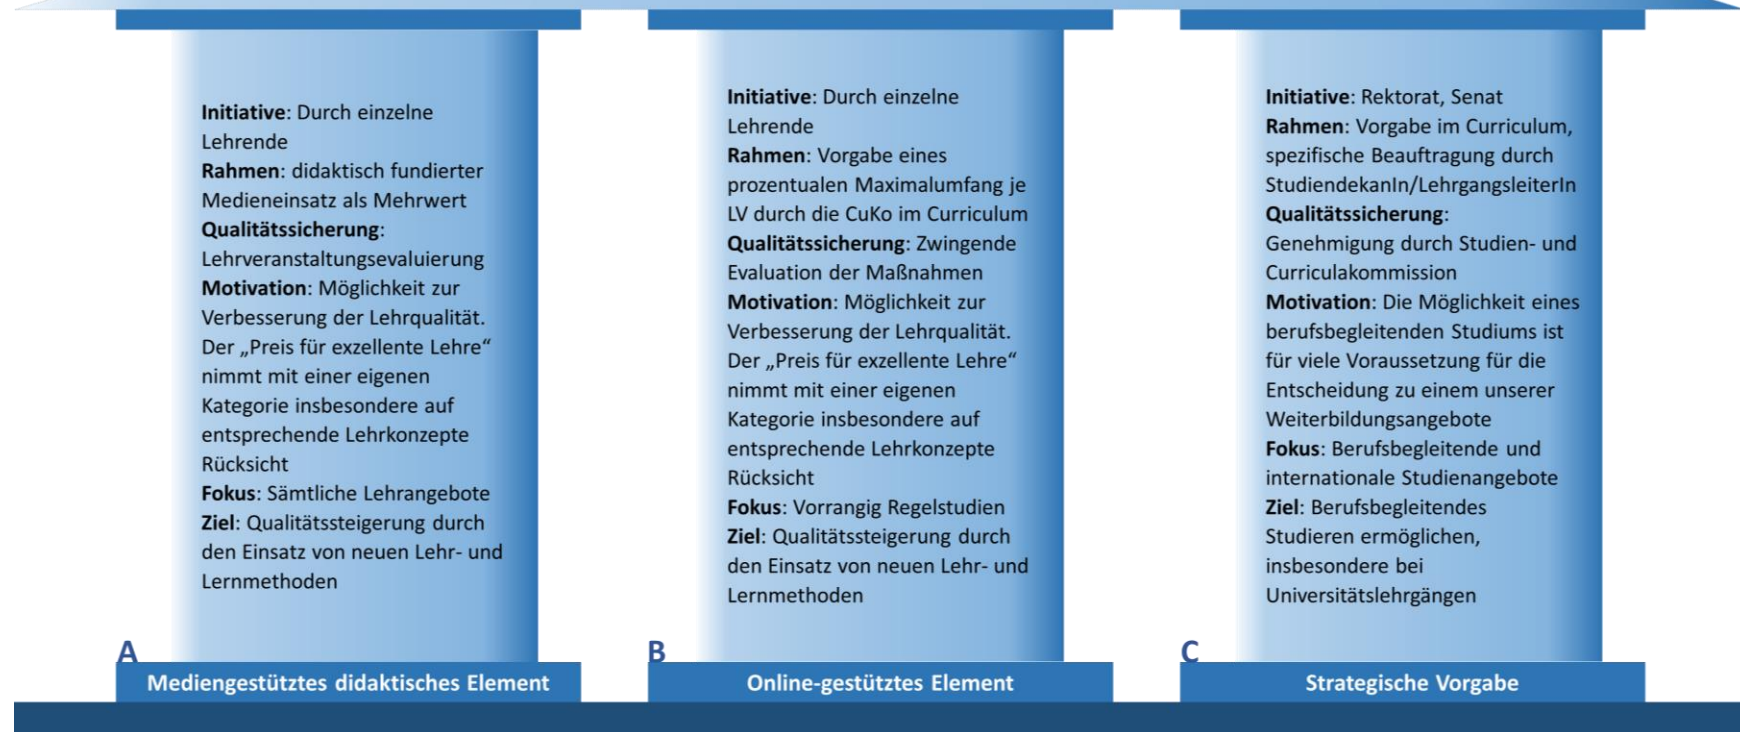 Initiative: Durch einzelne
Lehrende
Rahmen: didaktisch fundierter
Medieneinsatz als Mehrwert
Qualitätssicherung:
Lehrveranstaltungsevaluierung
Motivation: Möglichkeit zur
Verbesserung der Lehrqualität.
Der „Preis für exzellente Lehre“
nimmt mit einer eigenen
Kategorie insbesondere auf
entsprechende Lehrkonzepte
Rücksicht
Fokus: Sämtliche Lehrangebote
Ziel: Qualitätssteigerung durch
den Einsatz von neuen Lehr- und
Lernmethoden
A
Mediengestütztes didaktisches Element
Initiative: Durch einzelne
Lehrende
Rahmen: Vorgabe eines
prozentualen Maximalumfang je
LV durch die CuKo im Curriculum
Qualitätssicherung: Zwingende
Evaluation der Maßnahmen
Motivation: Möglichkeit zur
Verbesserung der Lehrqualität.
Der „Preis für exzellente Lehre“
nimmt mit einer eigenen
Kategorie insbesondere auf
entsprechende Lehrkonzepte
Rücksicht
Fokus: Vorrangig Regelstudien
Ziel: Qualitätssteigerung durch
den Einsatz von neuen Lehr- und
Lernmethoden
B
Online-gestütztes Element
Initiative: Rektorat, Senat
Rahmen: Vorgabe im Curriculum,
spezifische Beauftragung durch
StudiendekanIn/LehrgangsleiterIn
Qualitätssicherung:
Genehmigung durch Studien- und
Curriculakommission
Motivation: Die Möglichkeit eines
berufsbegleitenden Studiums ist
für viele Voraussetzung für die
Entscheidung zu einem unserer
Weiterbildungsangebote
Fokus: Berufsbegleitende und
internationale Studienangebote
Ziel: Berufsbegleitendes
Studieren ermöglichen,
insbesondere bei
Universitätslehrgängen
C
Strategische Vorgabe